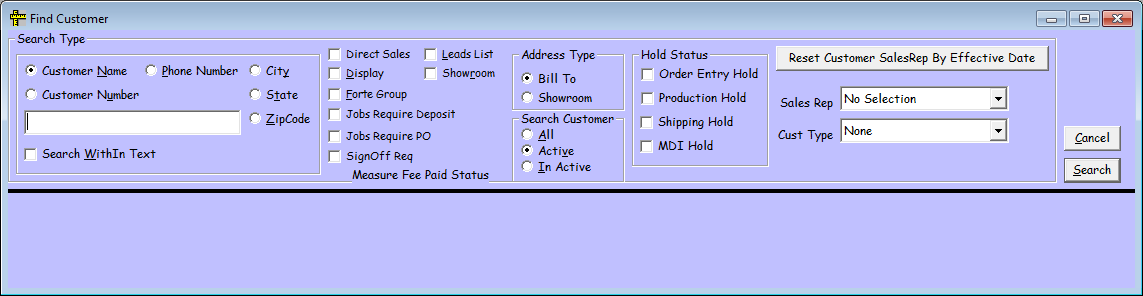 Find Customer
Search Type
Customer Name
Phone Number
City
Customer Number
State
ZipCode
Search WithIn Text
Direct Sales
Leads List
Display
Showroom
Forte Group
Jobs Require Deposit
Jobs Require PO
SignOff Req
Measure Fee Paid Status
Address Type
Bill To
Showroom
Search Customer
All
Active
In Active
Hold Status
Order Entry Hold
Production Hold
Shipping Hold
MDI Hold
Reset Customer SalesRep By Effective Date
Sales Rep
No Selection
Cust Type
None
Cancel
Search